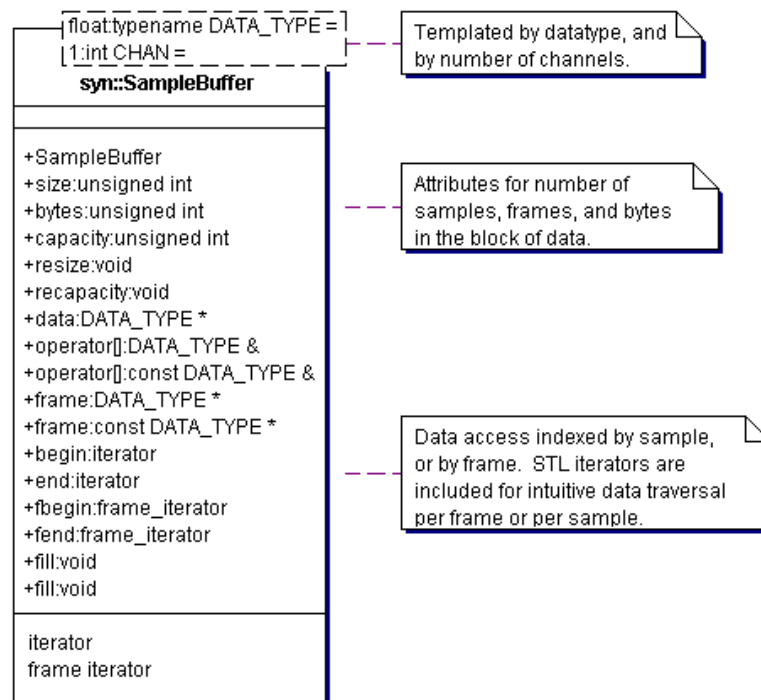 float:typename DATA_TYPE =
1:int CHAN =
syn::SampleBuffer
+SampleBuffer
+size:unsigned int
+bytes:unsigned int
+capacity:unsigned int
+resize:void
+recapacity:void
+data:DATA_TYPE *
+operator[]:DATA_TYPE &
+operator[]:const DATA_TYPE &
+frame:DATA_TYPE *
+frame:const DATA_TYPE *
+begin:iterator
+end:iterator
+fbegin:frame_iterator
+fend:frame_iterator
+fill:void
+fill:void
iterator
frame iterator
Templated by datatype, and
by number of channels.
Attributes for number of
samples, frames, and bytes
in the block of data.
Data access indexed by sample,
or by frame.  STL iterators are
included for intuitive data traversal
per frame or per sample.